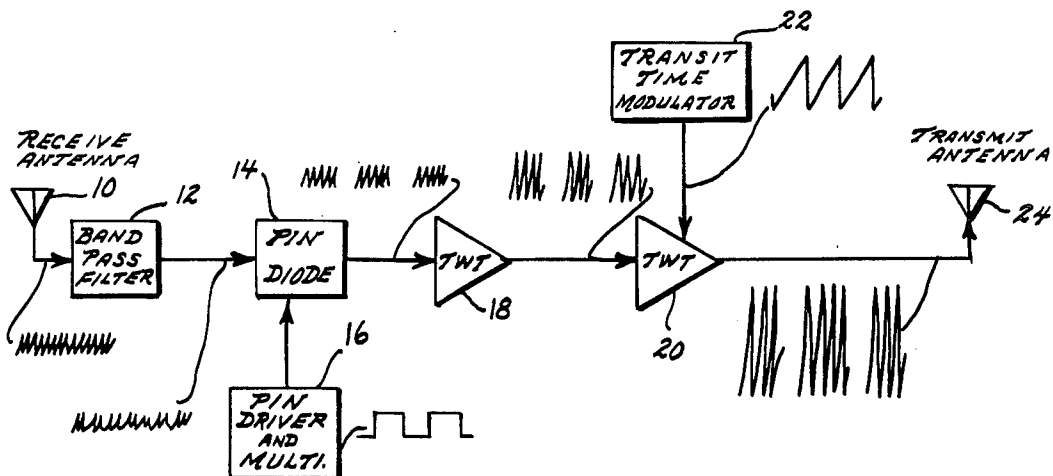 22
TRANSIT
TIME
MODULATOR
RECEIVE
ANTENNA
10
12
BAND
PASS
FILTER
14
PIN
DIODE
TWT
18
TWT
20
TRANSMIT
ANTENNA
24
16
PIN
DRIVER
AND
MULTI.